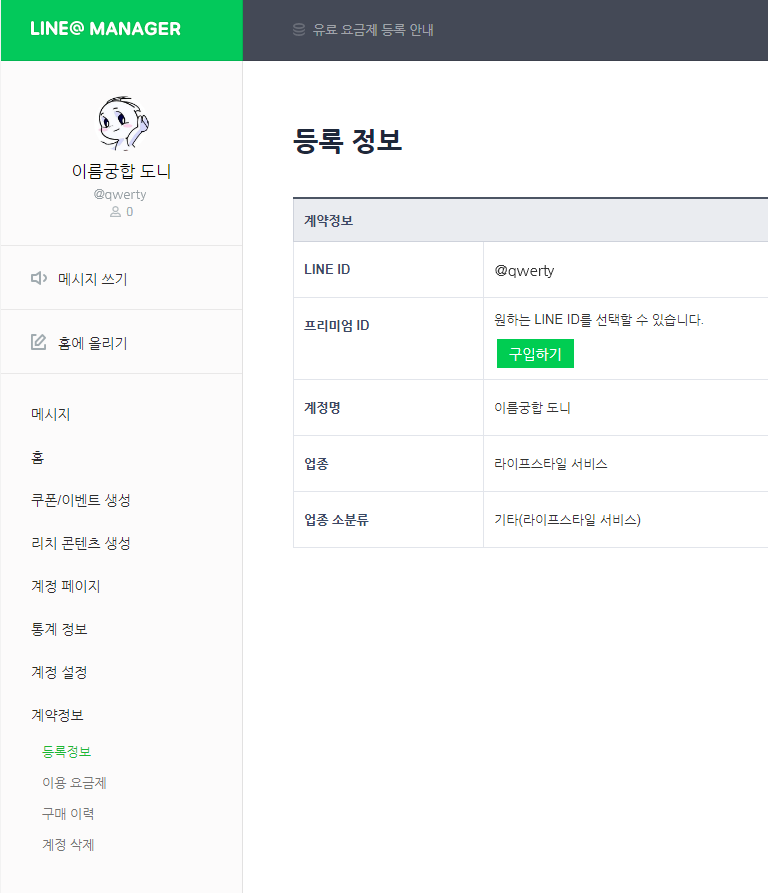 LINE@ MANAGER
유료 요금제 등록 안내
이름궁합 도니
@qwerty
0
메시지 쓰기
홈에 올리기
메시지
홈
쿠폰/이벤트 생성
리치 콘텐츠 생성
계정 페이지
통계 정보
계정 설정
계약정보
등록정보
이용 요금제
구매 이력
계정 삭제
등록 정보
계약정보
LINE ID
@qwerty
프리미엄 ID
원하는 LINE ID를 선택할 수 있습니다.
구입하기
계정명
이름궁합 도니
업종
라이프스타일 서비스
업종 소분류
기타(라이프스타일 서비스)